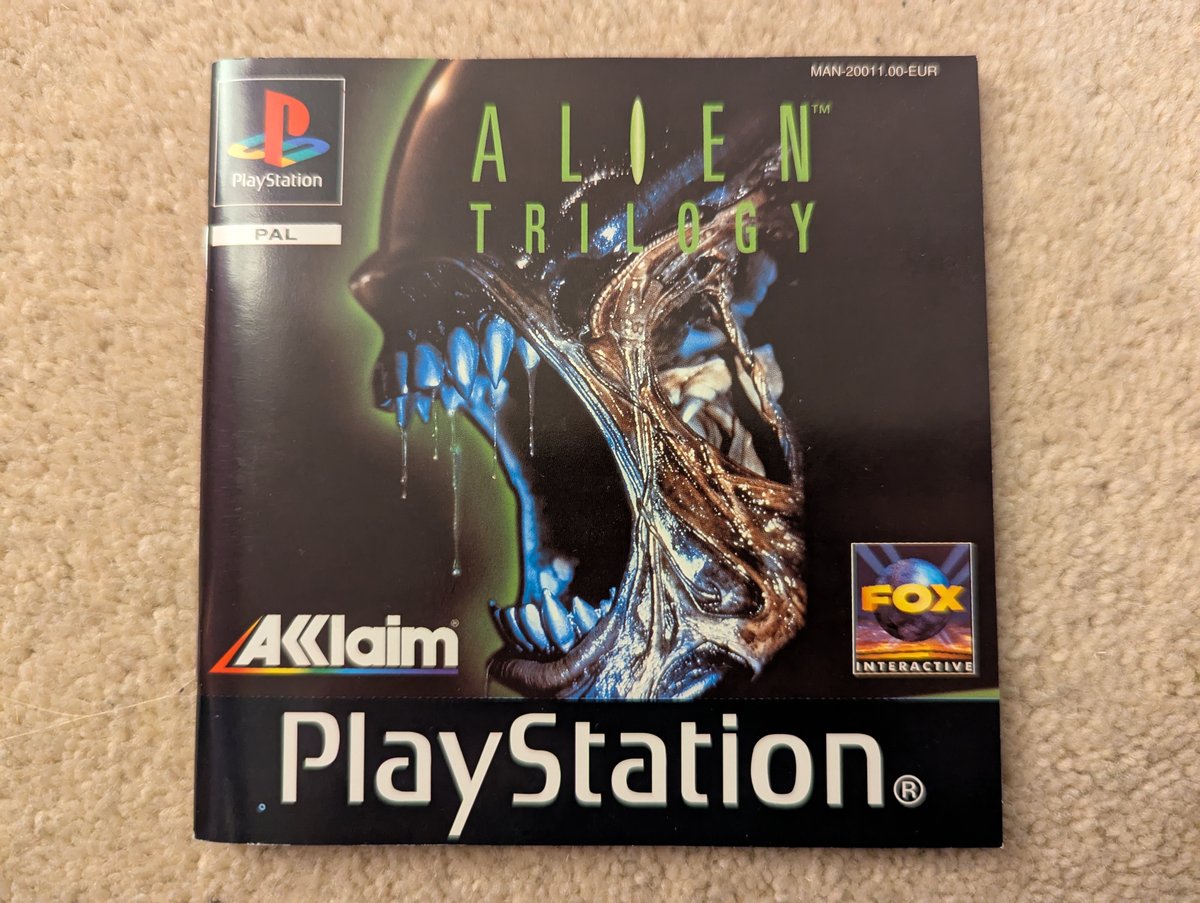 MAN-20011.00-EUR
PlayStation
PAL
ALIEN™
TRILOGY
AKKlaim®
FOX
INTERACTIVE
PlayStation®